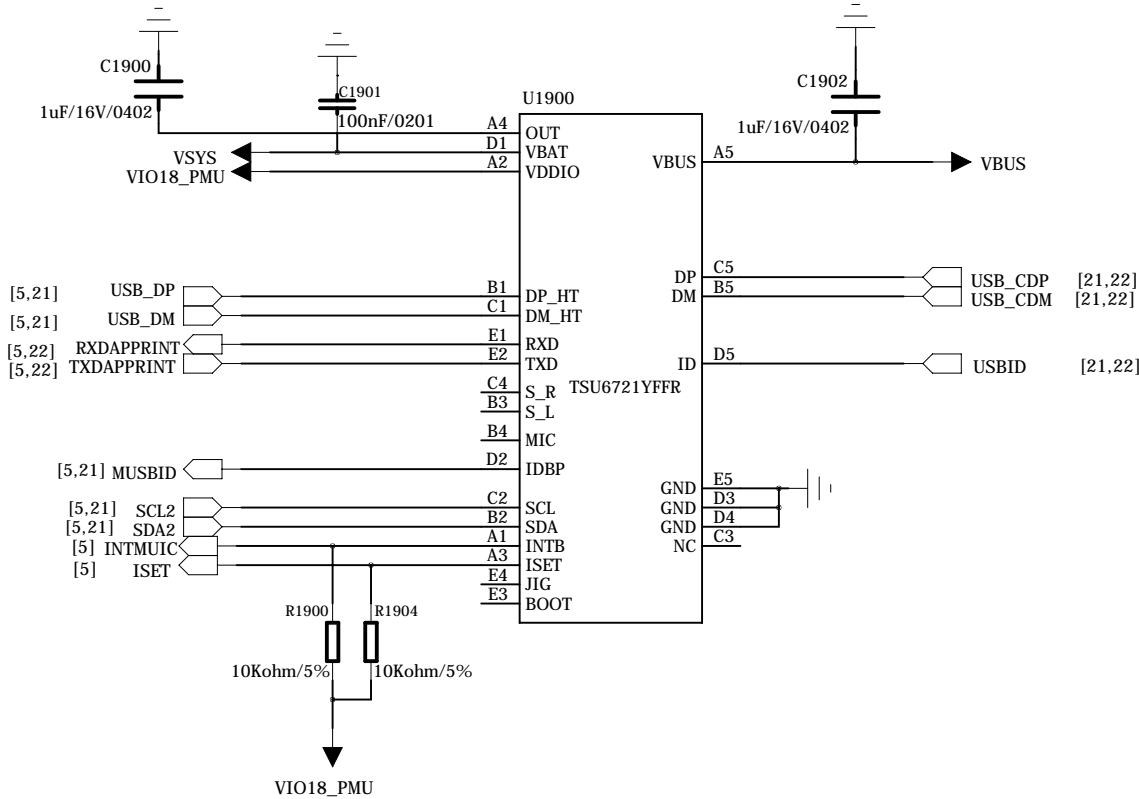 C1900
1uF/16V/0402
C1901
100nF/0201
C1902
1uF/16V/0402
U1900
A4 OUT
VSYS D1 VBAT
VIO18_PMU A2 VDDIO
VBUS A5 VBUS
[5,21] USB_DP B1 DP_HT
[5,21] USB_DM C1 DM_HT
[5,22] RXDAPPRINT E1 RXD
[5,22] TXDAPPRINT E2 TXD
DP C5 USB_CDP [21,22]
DM B5 USB_CDM [21,22]
ID D5 USBID [21,22]
TSU6721YFFR
C4 S_R
B3 S_L
B4 MIC
[5,21] MUSBID D2 IDBP
[5,21] SCL2 C2 SCL
[5,21] SDA2 B2 SDA
[5] INTMUIC A1 INTB
[5] ISET A3 ISET
E4 JIG
E3 BOOT
GND E5
GND D3
GND D4
NC C3
R1900 R1904
10Kohm/5% 10Kohm/5%
VIO18_PMU